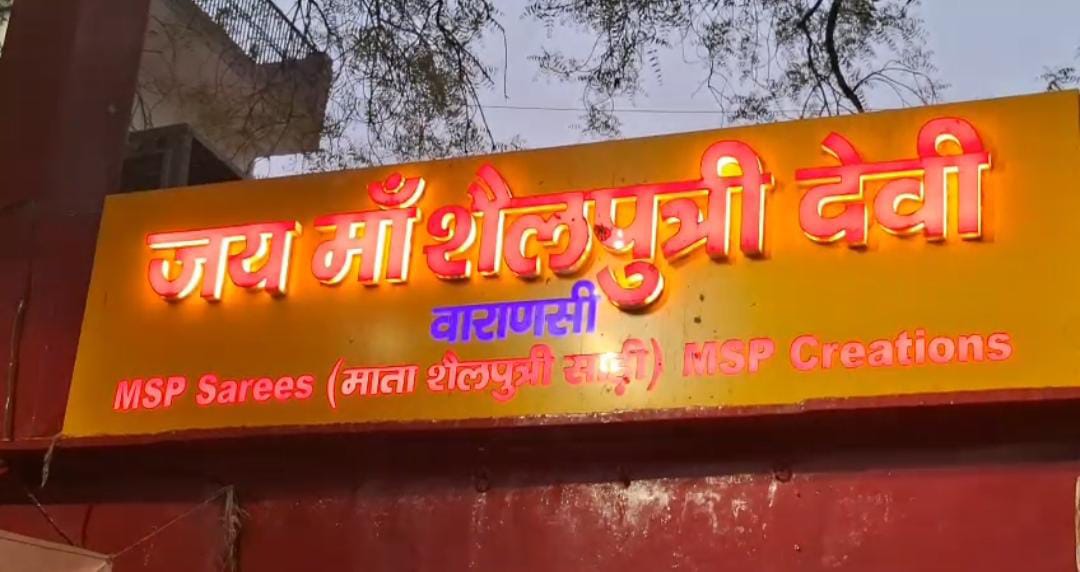 जय माँ शैलपुत्री देवी
वाराणसी
MSP Sarees (माता शैलपुत्री साड़ी) MSP Creations